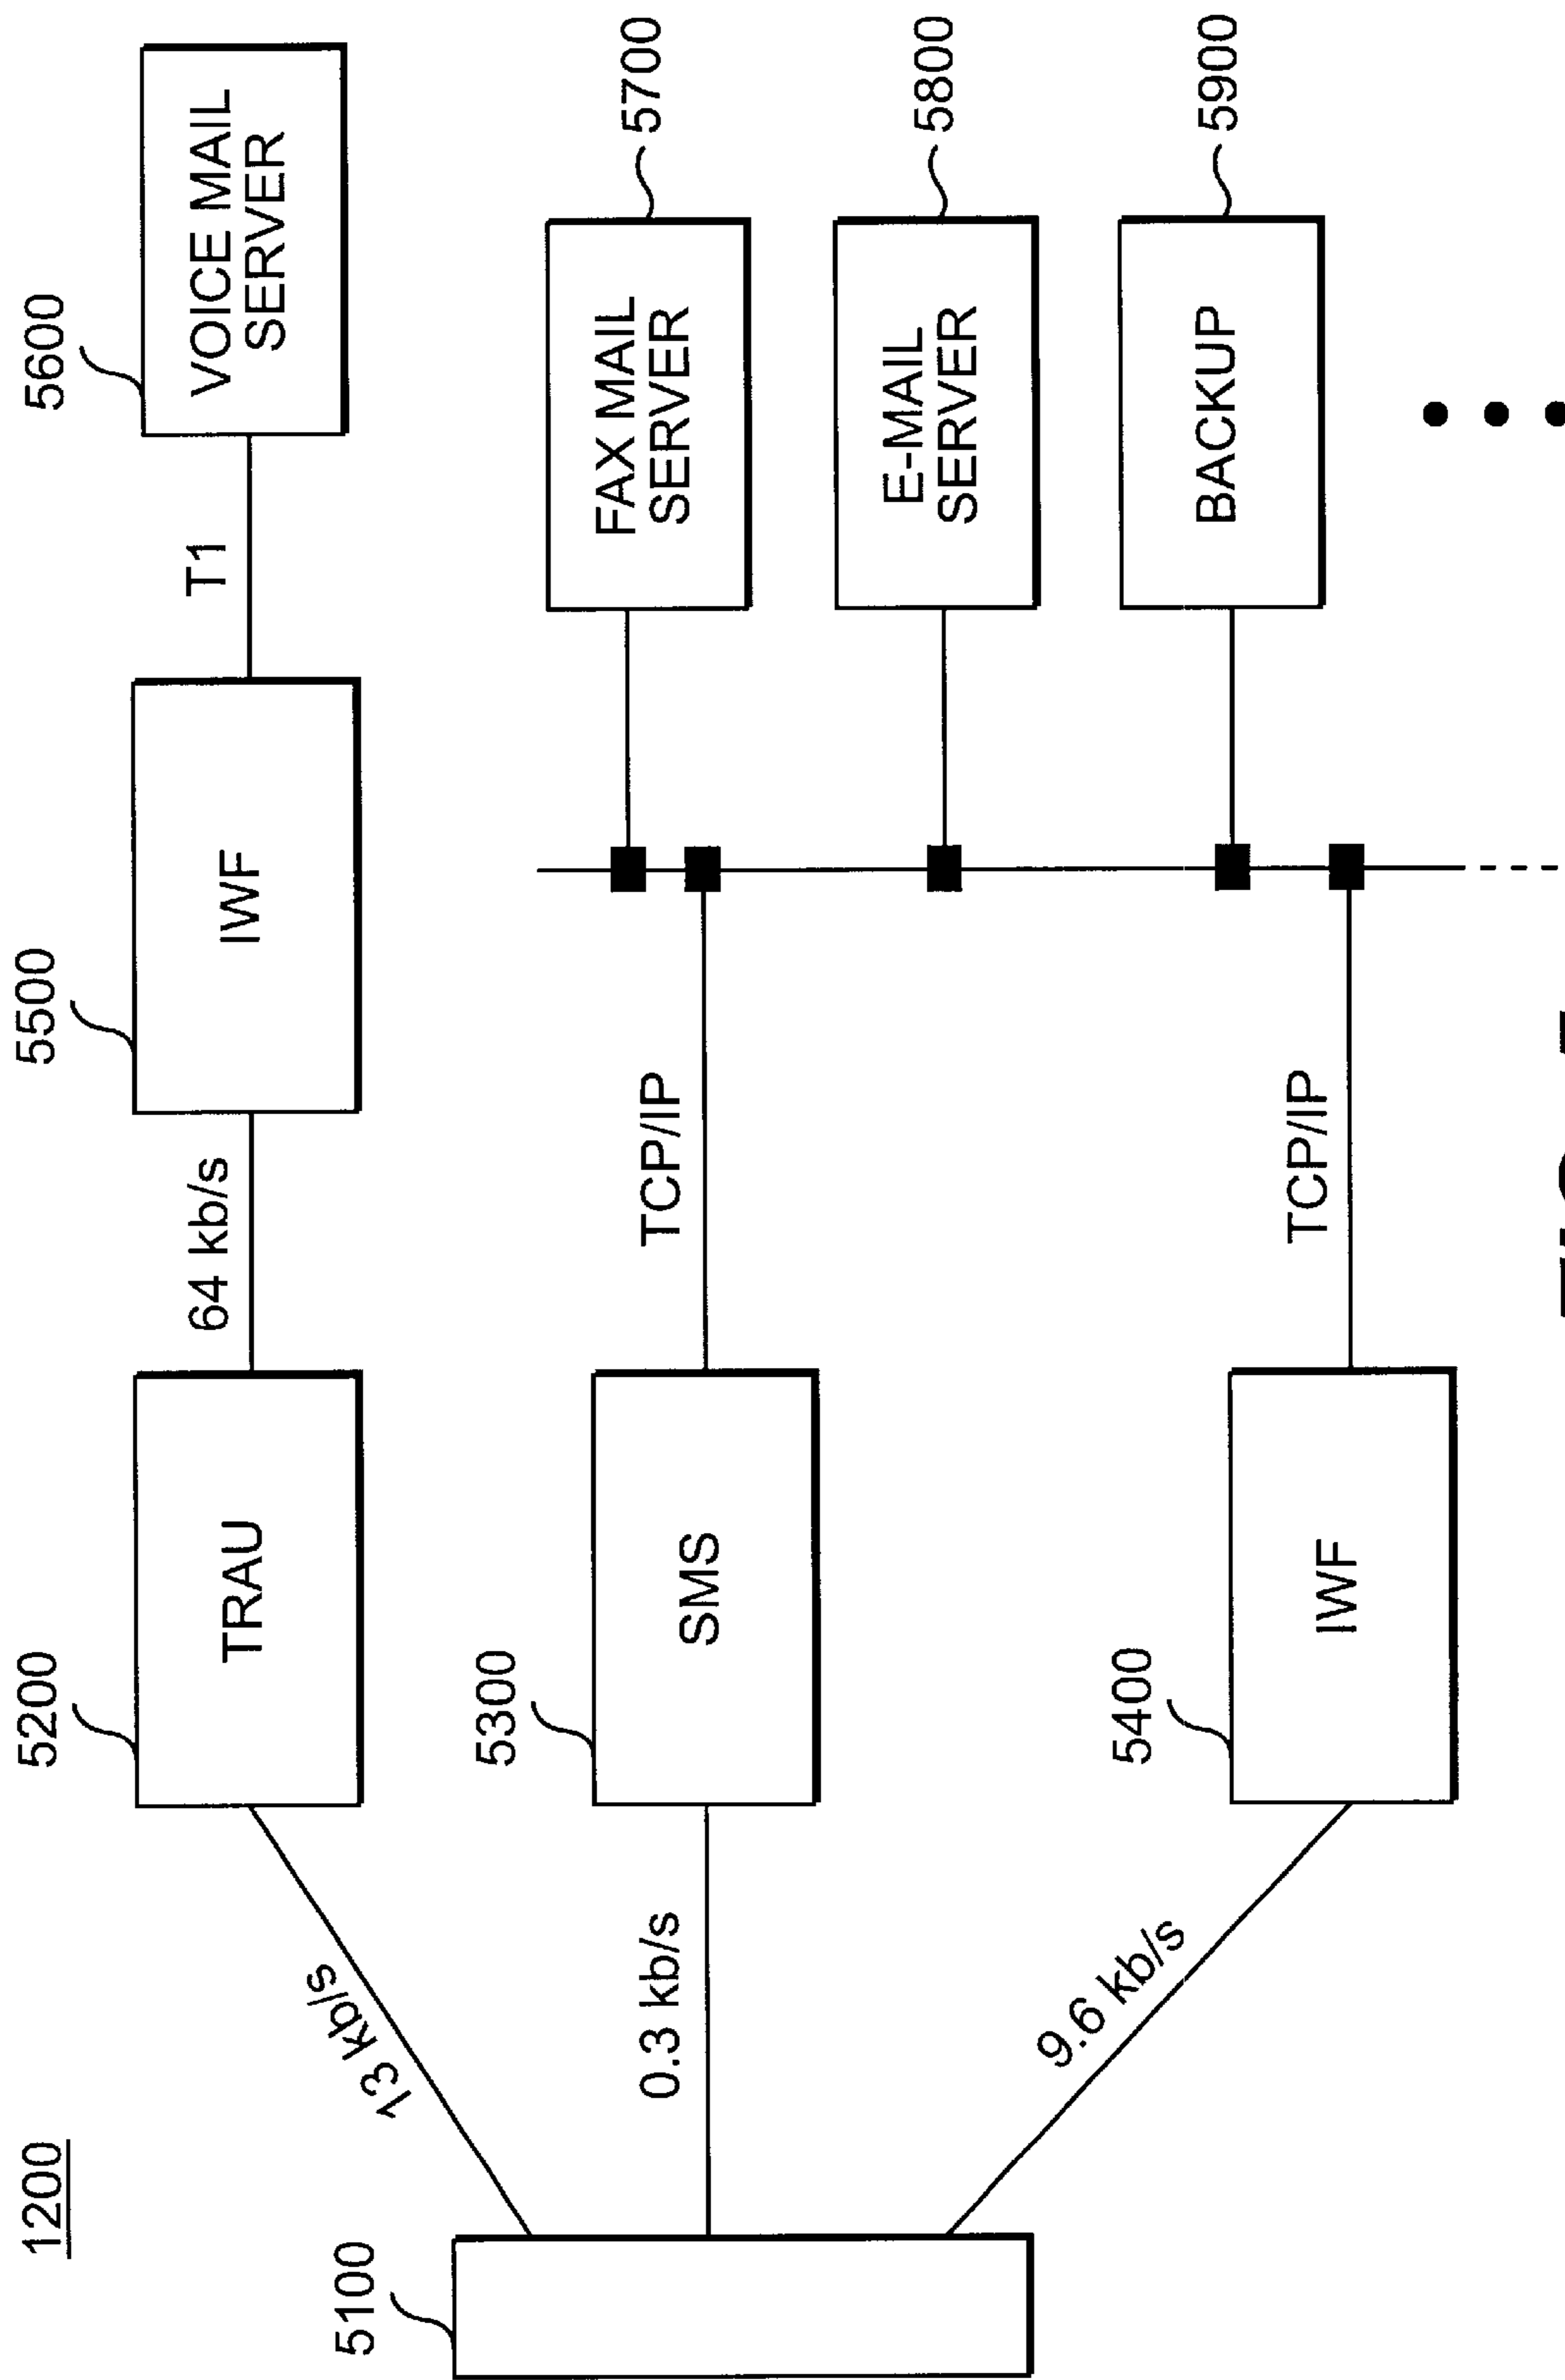 1200
5100
13 kb/s
0.3 kb/s
9.6 kb/s
5200
TRAU
5300
SMS
5400
IWF
64 kb/s
TCP/IP
TCP/IP
5500
IWF
T1
5600
VOICE MAIL
SERVER
FAX MAIL
SERVER
5700
E-MAIL
SERVER
5800
BACKUP
5900